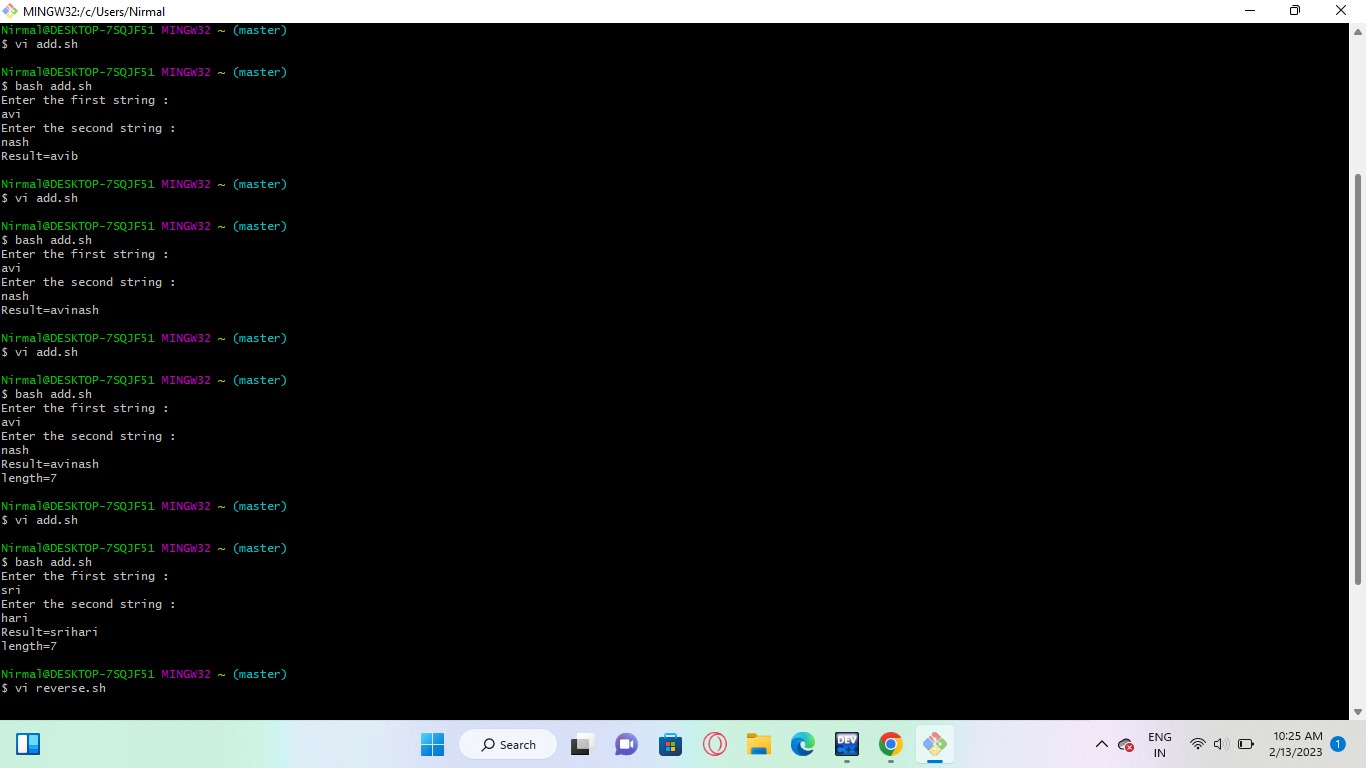 MINGW32:/c/Users/Nirmal
Nirmal@DESKTOP-7SQJF51 MINGW32 ~ (master)
$ vi add.sh
Nirmal@DESKTOP-7SQJF51 MINGW32 ~ (master)
$ bash add.sh
Enter the first string :
avi
Enter the second string :
nash
Result=avib
Nirmal@DESKTOP-7SQJF51 MINGW32 ~ (master)
$ vi add.sh
Nirmal@DESKTOP-7SQJF51 MINGW32 ~ (master)
$ bash add.sh
Enter the first string :
avi
Enter the second string :
nash
Result=avinash
Nirmal@DESKTOP-7SQJF51 MINGW32 ~ (master)
$ vi add.sh
Nirmal@DESKTOP-7SQJF51 MINGW32 ~ (master)
$ bash add.sh
Enter the first string :
avi
Enter the second string :
nash
Result=avinash
length=7
Nirmal@DESKTOP-7SQJF51 MINGW32 ~ (master)
$ vi add.sh
Nirmal@DESKTOP-7SQJF51 MINGW32 ~ (master)
$ bash add.sh
Enter the first string :
sri
Enter the second string :
hari
Result=srihari
length=7
Nirmal@DESKTOP-7SQJF51 MINGW32 ~ (master)
$ vi reverse.sh
Search
DEV
ENG
IN
10:25 AM
2/13/2023
1